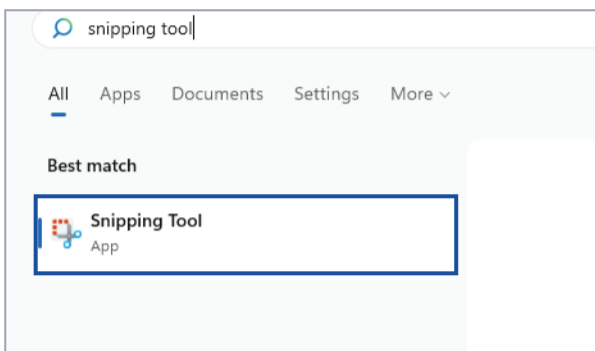 snipping tool
All Apps Documents Settings More
Best match
Snipping Tool
App